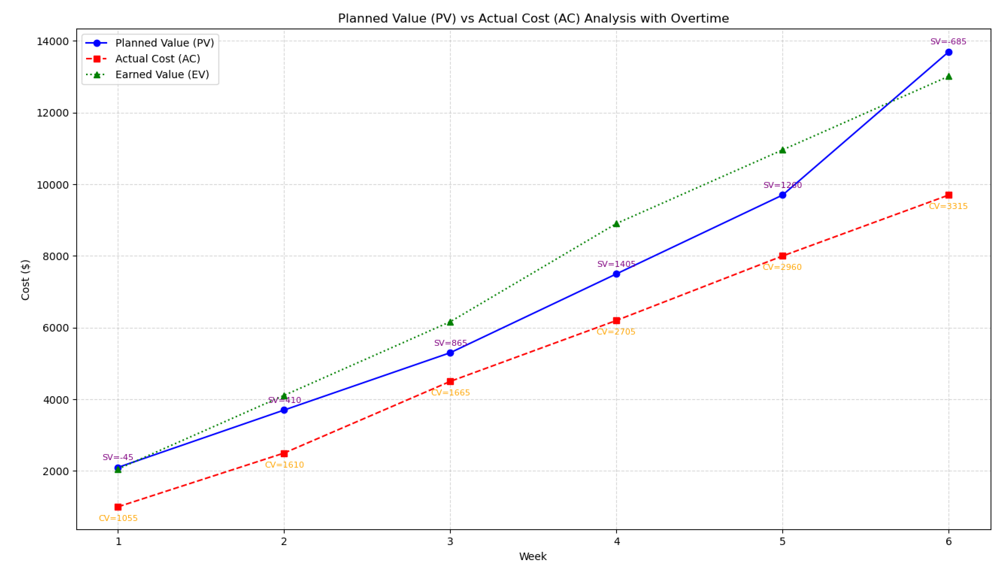 Planned Value (PV) vs Actual Cost (AC) Analysis with Overtime
Planned Value (PV)
Actual Cost (AC)
Earned Value (EV)
14000
12000
10000
8000
6000
4000
2000
Cost ($)
SV=-685
SV=1260
CV=3315
SV=1405
CV=2960
SV=865
CV=2705
SV=410
CV=1665
SV=-45
CV=1610
CV=1055
1
2
3
4
5
6
Week